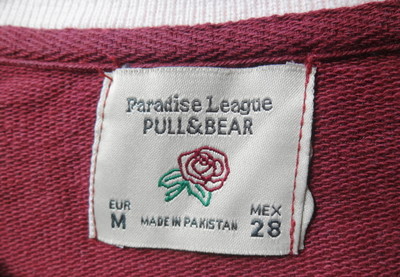 Paradise League
PULL&BEAR
EUR MEX
M MADE IN PAKISTAN 28